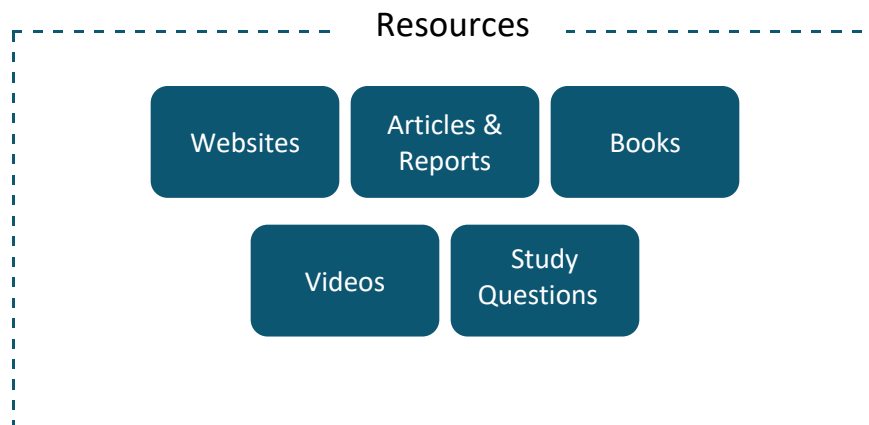 Resources
Websites
Articles &
Reports
Books
Videos
Study
Questions